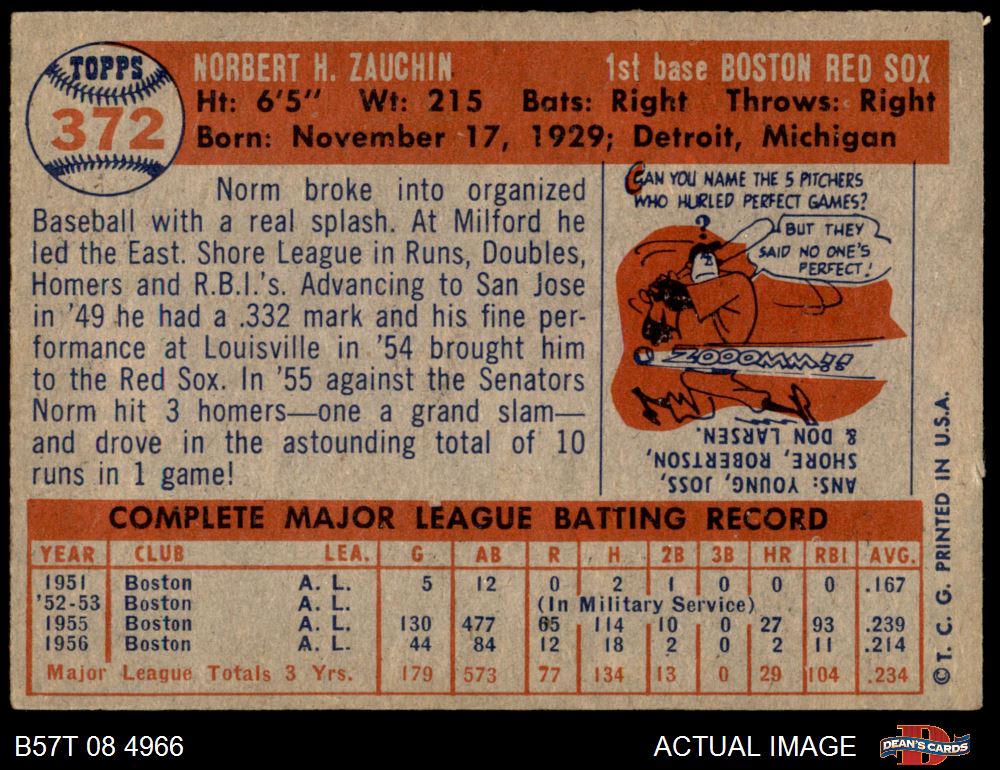 TOPPS
372
NORBERT H. ZAUCHIN 1st base BOSTON RED SOX
Ht: 6'5" Wt: 215 Bats: Right Throws: Right
Born: November 17, 1929; Detroit, Michigan
Norm broke into organized
Baseball with a real splash. At Milford he
led the East. Shore League in Runs, Doubles,
Homers and R.B.I.'s. Advancing to San Jose
in '49 he had a .332 mark and his fine per-
formance at Louisville in '54 brought him
to the Red Sox. In '55 against the Senators
Norm hit 3 homers—one a grand slam—
and drove in the astounding total of 10
runs in 1 game!
CAN YOU NAME THE 5 PITCHERS
WHO HURLED PERFECT GAMES?
?
BUT THEY
SAID NO ONE'S
PERFECT!
ZOOOMM!!
ANS: YOUNG, JOSS,
SHORE, ROBERTSON,
& DON LARSEN.
COMPLETE MAJOR LEAGUE BATTING RECORD
YEAR CLUB LEA. G AB R H 2B 3B HR RBI AVG.
1951 Boston A. L. 5 12 0 2 1 0 0 0 .167
'52-53 Boston A. L. (In Military Service)
1955 Boston A. L. 130 477 65 114 10 0 27 93 .239
1956 Boston A. L. 44 84 12 18 2 0 2 11 .214
Major League Totals 3 Yrs. 179 573 77 134 13 0 29 104 .234
© T. C. G. PRINTED IN U.S.A.
B57T 08 4966
ACTUAL IMAGE
D
DEAN'S CARDS